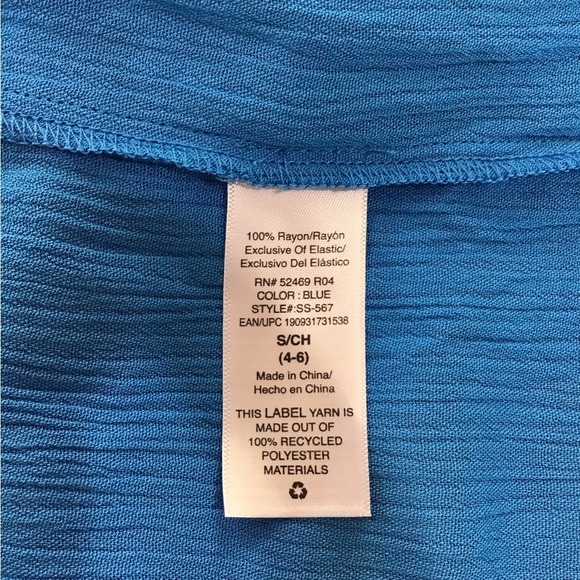 100% Rayon/Rayón
Exclusive Of Elastic/
Exclusivo Del Elástico
RN# 52469 R04
COLOR : BLUE
STYLE#:SS-567
EAN/UPC 190931731538
S/CH
(4-6)
Made in China/
Hecho en China
THIS LABEL YARN IS
MADE OUT OF
100% RECYCLED
POLYESTER
MATERIALS